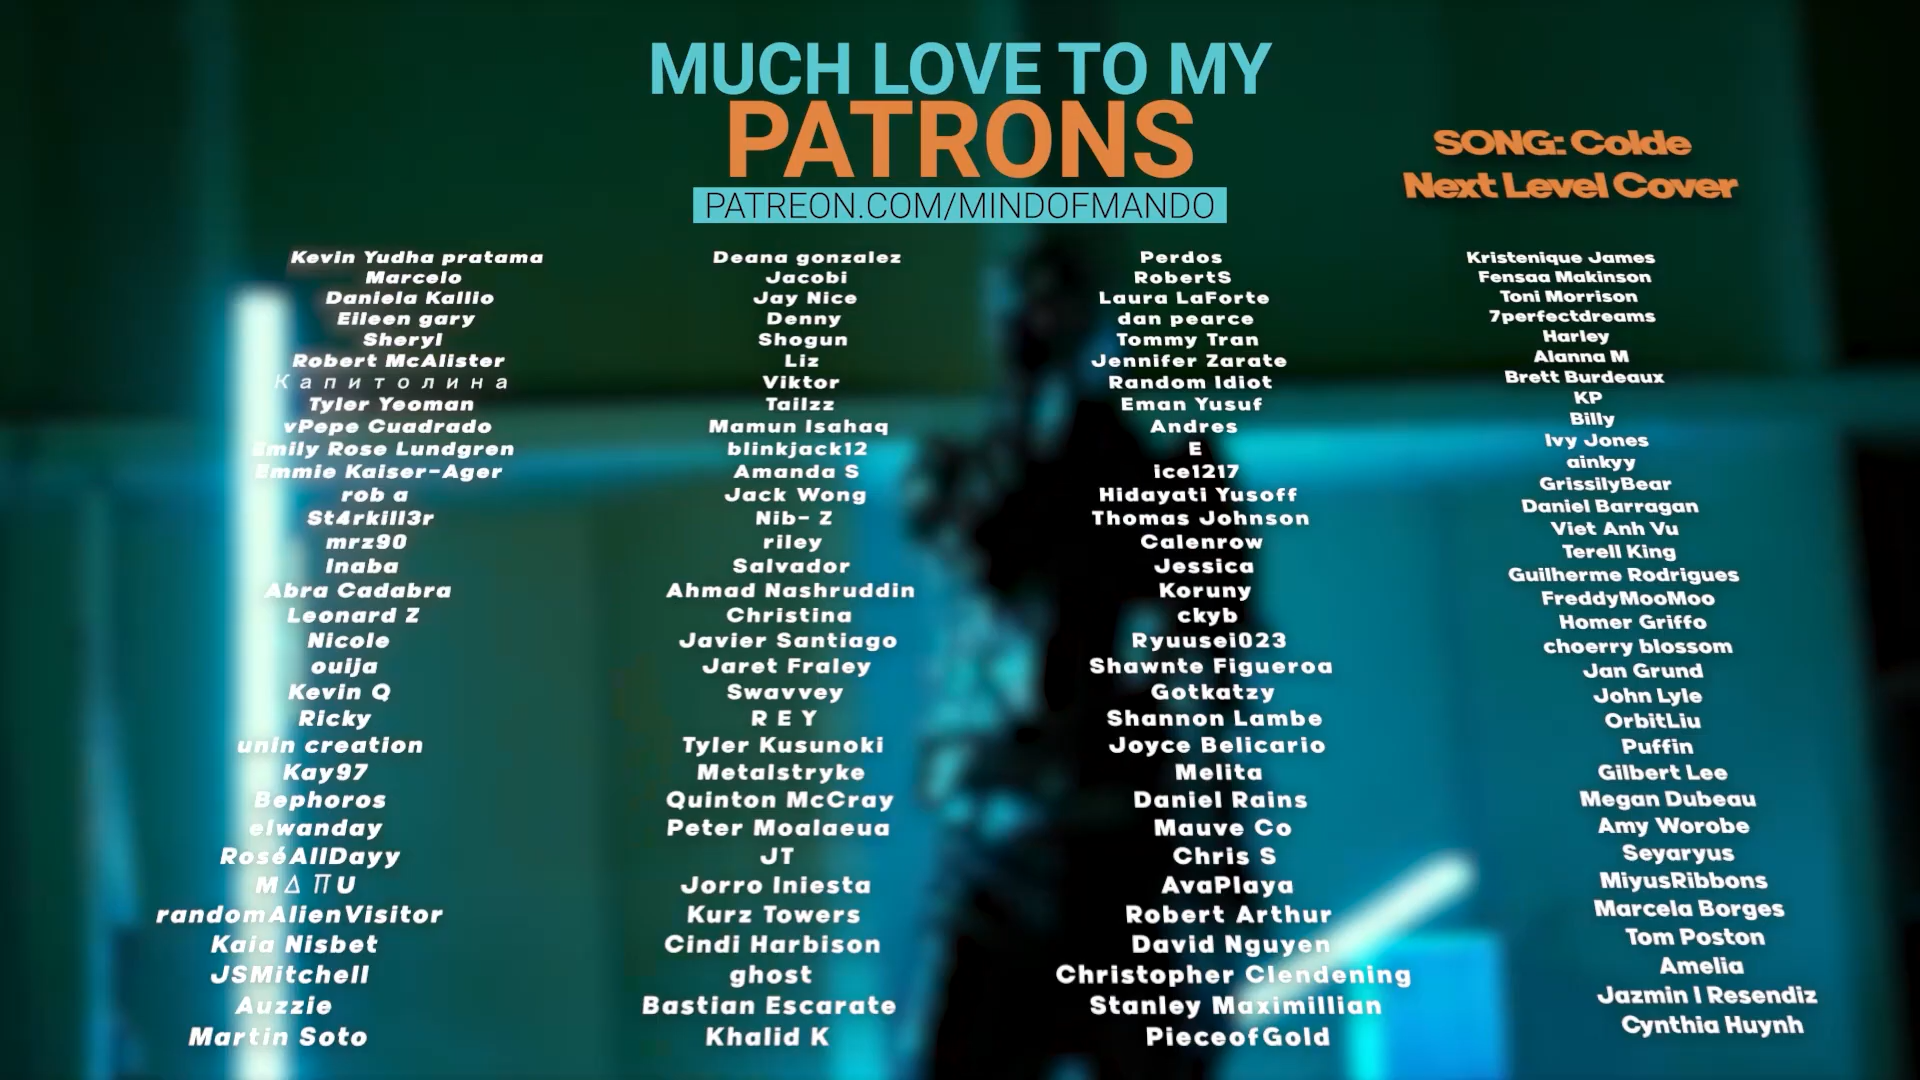 MUCH LOVE TO MY
PATRONS
PATREON.COM/MINDOFMANDO
SONG: Colde
Next Level Cover
Kevin Yudha pratama
Marcelo
Daniela Kallio
Eileen gary
Sheryl
Robert McAlister
Капитолина
Tyler Yeoman
vPepe Cuadrado
Emily Rose Lundgren
Emmie Kaiser-Ager
rob a
St4rkill3r
mrz90
Inaba
Abra Cadabra
Leonard Z
Nicole
ouija
Kevin Q
Ricky
unin creation
Kay97
Bephoros
elwanday
RoséAllDayy
M Δ Π U
randomAlienVisitor
Kaia Nisbet
JSMitchell
Auzzie
Martin Soto
Deana gonzalez
Jacobi
Jay Nice
Denny
Shogun
Liz
Viktor
Tailzz
Mamun Isahaq
blinkjack12
Amanda S
Jack Wong
Nib- Z
riley
Salvador
Ahmad Nashruddin
Christina
Javier Santiago
Jaret Fraley
Swavvey
R E Y
Tyler Kusunoki
Metalstryke
Quinton McCray
Peter Moalaeua
JT
Jorro Iniesta
Kurz Towers
Cindi Harbison
ghost
Bastian Escarate
Khalid K
Perdos
RobertS
Laura LaForte
dan pearce
Tommy Tran
Jennifer Zarate
Random Idiot
Eman Yusuf
Andres
E
ice1217
Hidayati Yusoff
Thomas Johnson
Calenrow
Jessica
Koruny
ckyb
Ryuusei023
Shawnte Figueroa
Gotkatzy
Shannon Lambe
Joyce Belicario
Melita
Daniel Rains
Mauve Co
Chris S
AvaPlaya
Robert Arthur
David Nguyen
Christopher Clendening
Stanley Maximillian
PieceofGold
Kristenique James
Fensaa Makinson
Toni Morrison
7perfectdreams
Harley
Alanna M
Brett Burdeaux
KP
Billy
Ivy Jones
ainkyy
GrissilyBear
Daniel Barragan
Viet Anh Vu
Terell King
Guilherme Rodrigues
FreddyMooMoo
Homer Griffo
choerry blossom
Jan Grund
John Lyle
OrbitLiu
Puffin
Gilbert Lee
Megan Dubeau
Amy Worobe
Seyaryus
MiyusRibbons
Marcela Borges
Tom Poston
Amelia
Jazmin I Resendiz
Cynthia Huynh